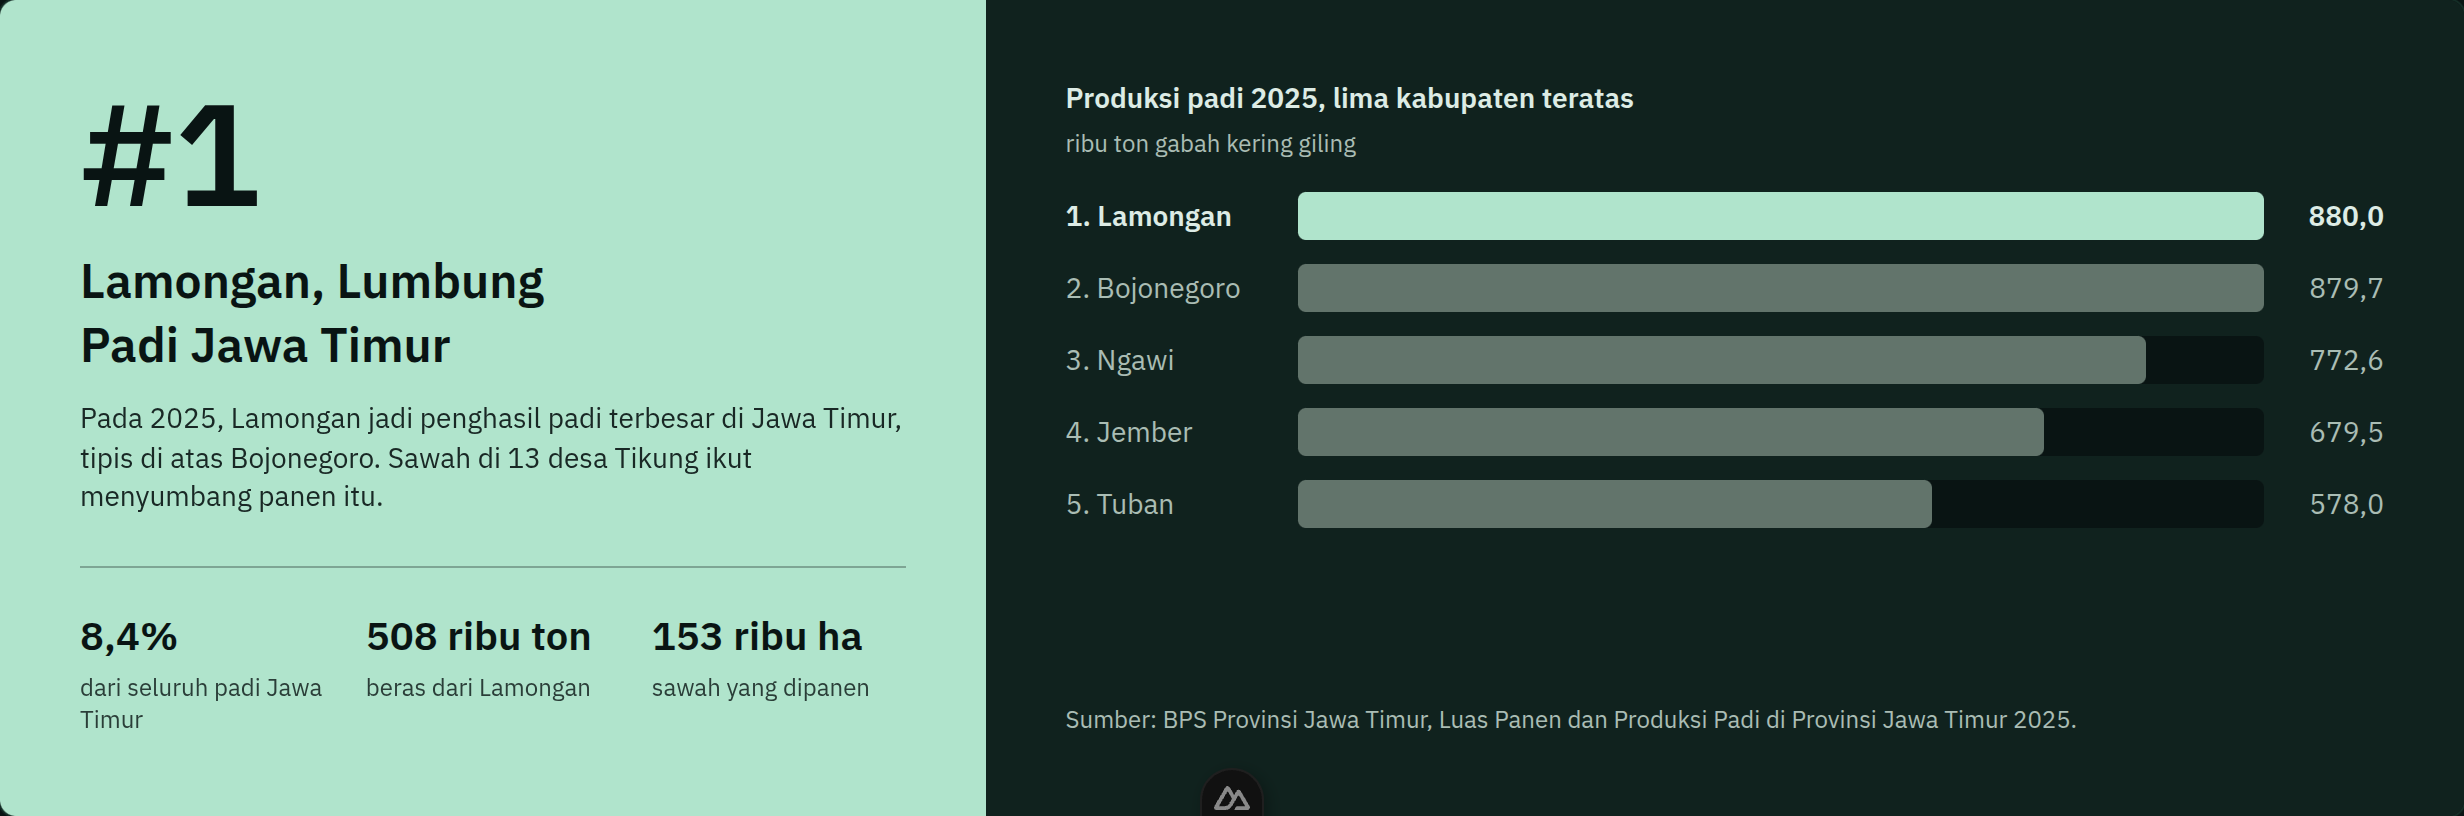 #1
Lamongan, Lumbung
Padi Jawa Timur
Pada 2025, Lamongan jadi penghasil padi terbesar di Jawa Timur,
tipis di atas Bojonegoro. Sawah di 13 desa Tikung ikut
menyumbang panen itu.
8,4%
dari seluruh padi Jawa
Timur
508 ribu ton
beras dari Lamongan
153 ribu ha
sawah yang dipanen
Produksi padi 2025, lima kabupaten teratas
ribu ton gabah kering giling
1. Lamongan 880,0
2. Bojonegoro 879,7
3. Ngawi 772,6
4. Jember 679,5
5. Tuban 578,0
Sumber: BPS Provinsi Jawa Timur, Luas Panen dan Produksi Padi di Provinsi Jawa Timur 2025.